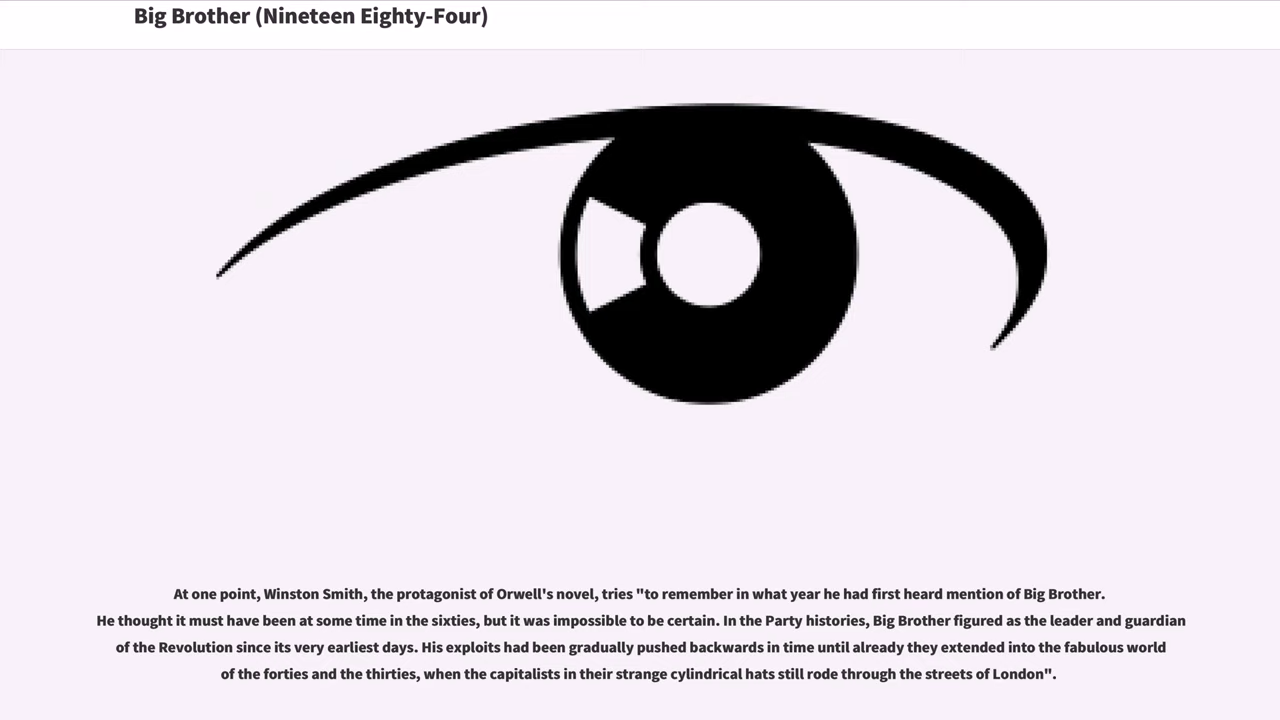 Big Brother (Nineteen Eighty-Four)
At one point, Winston Smith, the protagonist of Orwell's novel, tries "to remember in what year he had first heard mention of Big Brother.
He thought it must have been at some time in the sixties, but it was impossible to be certain. In the Party histories, Big Brother figured as the leader and guardian
of the Revolution since its very earliest days. His exploits had been gradually pushed backwards in time until already they extended into the fabulous world
of the forties and the thirties, when the capitalists in their strange cylindrical hats still rode through the streets of London".